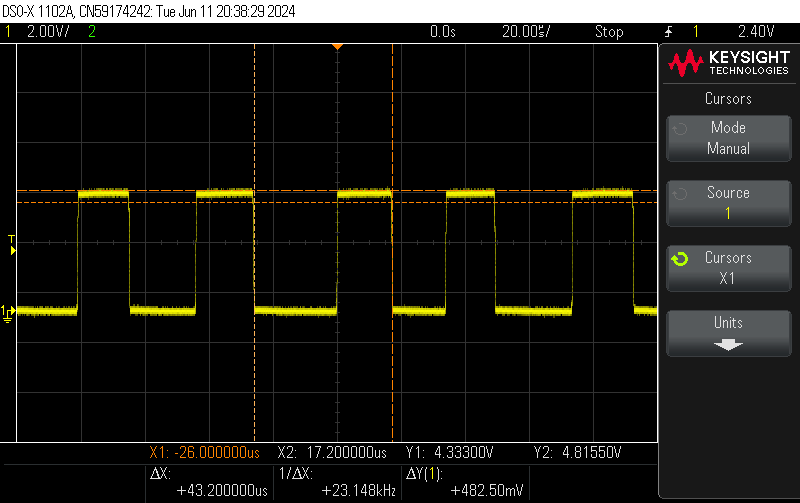 DSO-X 1102A, CN59174242: Tue Jun 11 20:38:29 2024
1 2.00V/ 2 0.0s 20.00us/ Stop 1 2.40V
KEYSIGHT
TECHNOLOGIES
Cursors
Mode
Manual
Source
1
Cursors
X1
Units
T
1
X1: -26.000000us X2: 17.200000us Y1: 4.33300V Y2: 4.81550V
ΔX: 1/ΔX: ΔY(1):
+43.200000us +23.148kHz +482.50mV